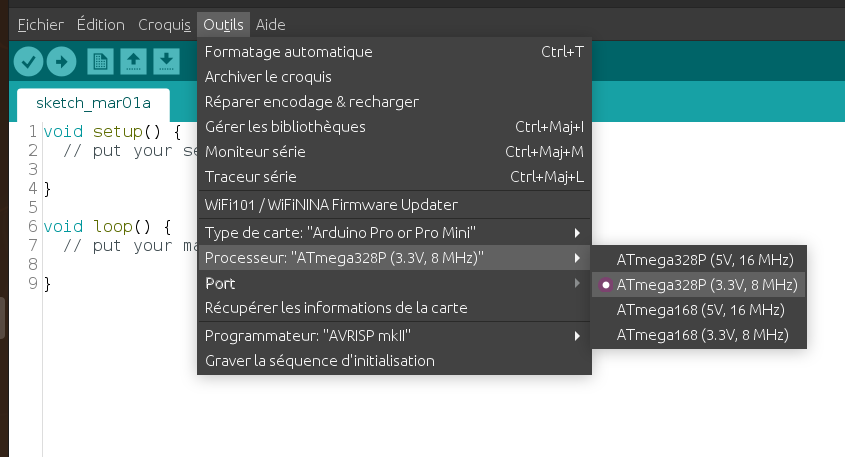 Fichier Édition Croquis Outils Aide
Formatage automatique Ctrl+T
Archiver le croquis
Réparer encodage & recharger
Gérer les bibliothèques Ctrl+Maj+I
Moniteur série Ctrl+Maj+M
Traceur série Ctrl+Maj+L
WiFi101 / WiFiNINA Firmware Updater
Type de carte: "Arduino Pro or Pro Mini"
Processeur: "ATmega328P (3.3V, 8 MHz)"
Port
Récupérer les informations de la carte
Programmateur: "AVRISP mkII"
Graver la séquence d'initialisation
ATmega328P (5V, 16 MHz)
ATmega328P (3.3V, 8 MHz)
ATmega168 (5V, 16 MHz)
ATmega168 (3.3V, 8 MHz)
sketch_mar01a
1 void setup() {
2 // put your se
3
4 }
5
6 void loop() {
7 // put your ma
8
9 }